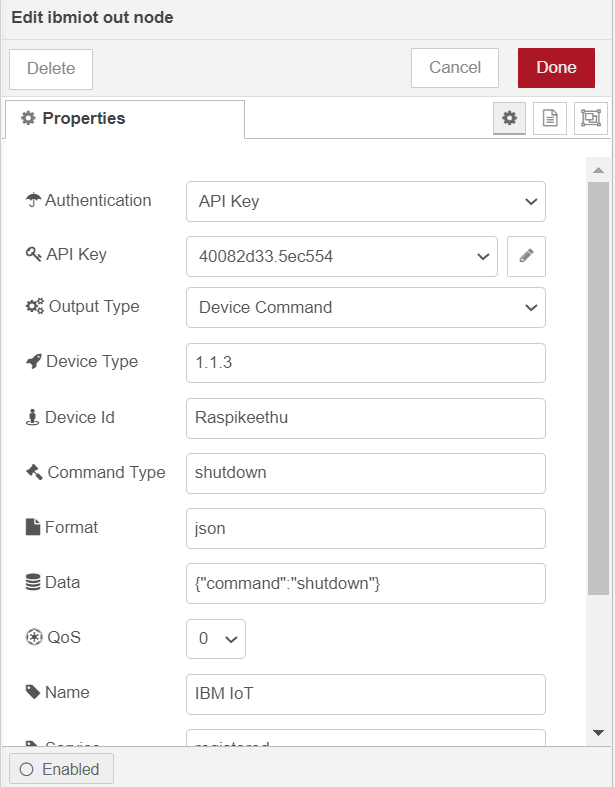 Edit ibmiot out node
Delete
Cancel
Done
Properties
Authentication
API Key
API Key
40082d33.5ec554
Output Type
Device Command
Device Type
1.1.3
Device Id
Raspikeethu
Command Type
shutdown
Format
json
Data
{"command":"shutdown"}
QoS
0
Name
IBM IoT
Service
registered
Enabled